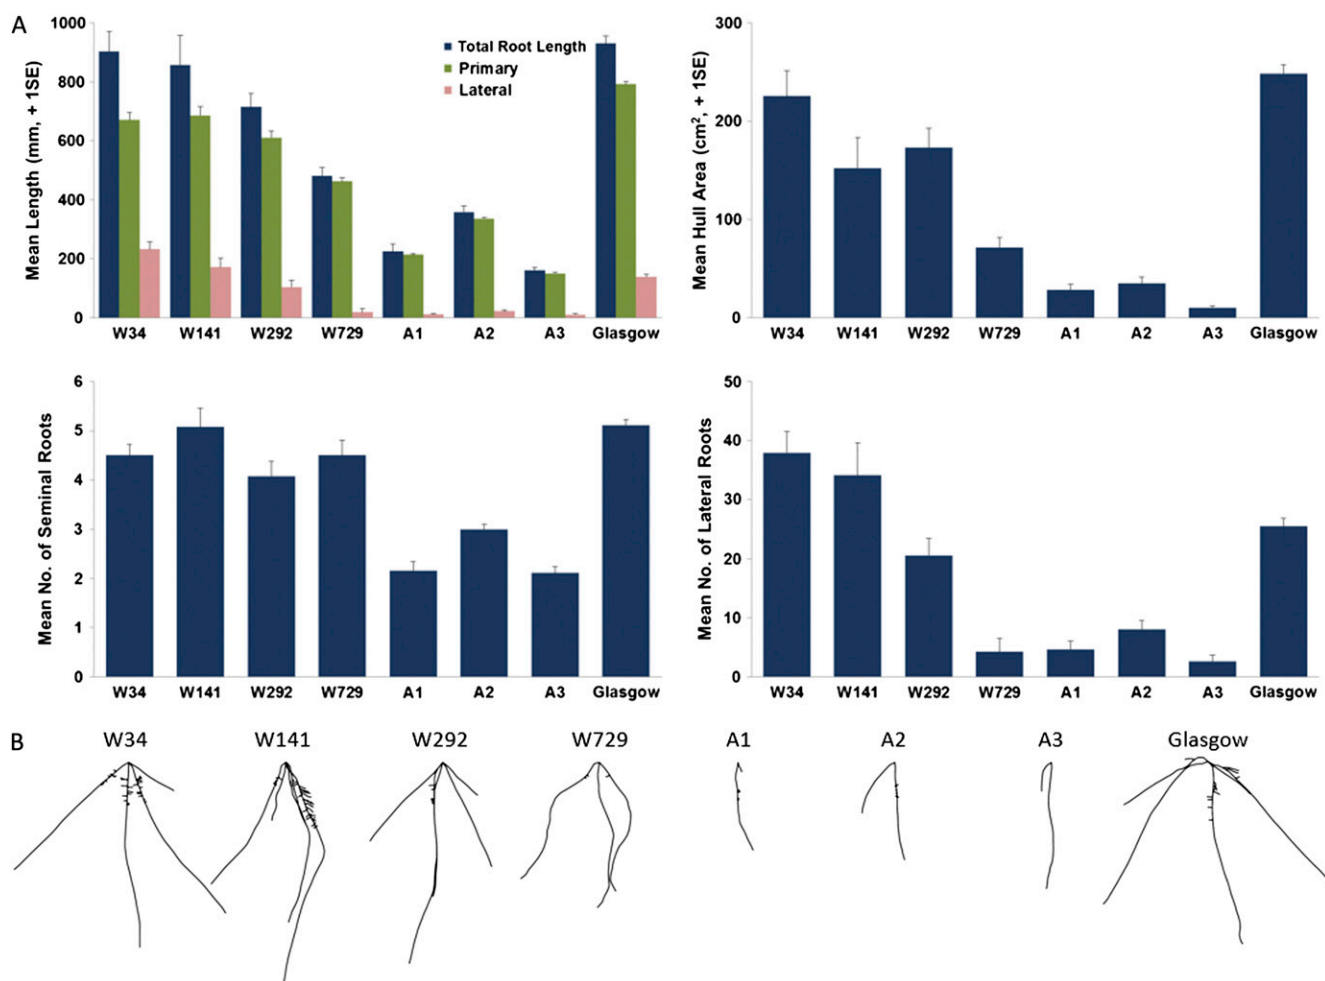 A
Mean Length (mm, + 1SE)
1000
800
600
400
200
0
Total Root Length
Primary
Lateral
W34 W141 W292 W729 A1 A2 A3 Glasgow
Mean Hull Area (cm², + 1SE)
300
200
100
0
W34 W141 W292 W729 A1 A2 A3 Glasgow
Mean No. of Seminal Roots
6
5
4
3
2
1
0
W34 W141 W292 W729 A1 A2 A3 Glasgow
Mean No. of Lateral Roots
50
40
30
20
10
0
W34 W141 W292 W729 A1 A2 A3 Glasgow
B
W34 W141 W292 W729 A1 A2 A3 Glasgow